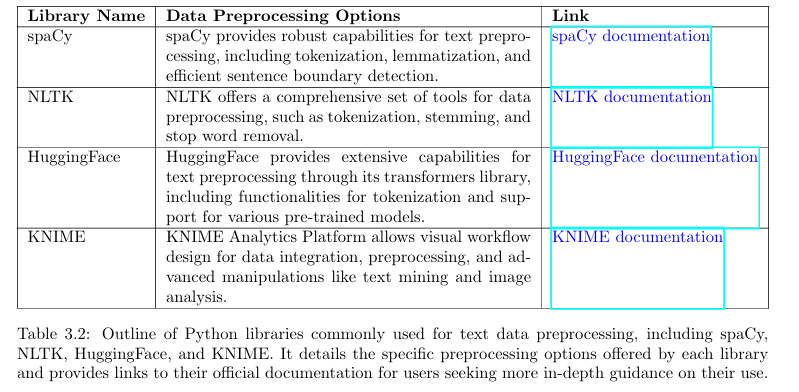 Library Name Data Preprocessing Options Link
spaCy spaCy provides robust capabilities for text prepro- spaCy documentation
cessing, including tokenization, lemmatization, and
efficient sentence boundary detection.
NLTK NLTK offers a comprehensive set of tools for data NLTK documentation
preprocessing, such as tokenization, stemming, and
stop word removal.
HuggingFace HuggingFace provides extensive capabilities for HuggingFace documentation
text preprocessing through its transformers library,
including functionalities for tokenization and sup-
port for various pre-trained models.
KNIME KNIME Analytics Platform allows visual workflow KNIME documentation
design for data integration, preprocessing, and ad-
vanced manipulations like text mining and image
analysis.
Table 3.2: Outline of Python libraries commonly used for text data preprocessing, including spaCy,
NLTK, HuggingFace, and KNIME. It details the specific preprocessing options offered by each library
and provides links to their official documentation for users seeking more in-depth guidance on their use.